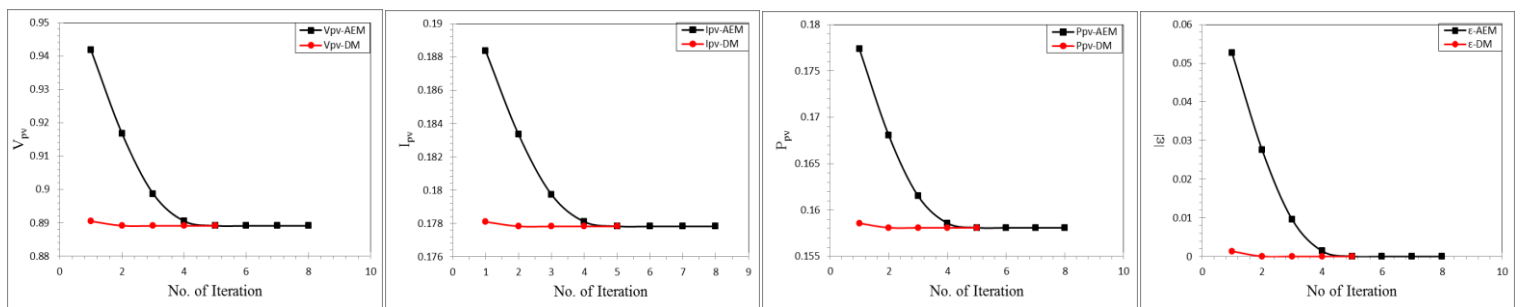 0.95
0.94
0.93
0.92
0.91
0.9
0.89
0.88
0 2 4 6 8 10
Vpv
No. of Iteration
Vpv-AEM
Vpv-DM
0.19
0.188
0.186
0.184
0.182
0.18
0.178
0.176
0 1 2 3 4 5 6 7 8 9
Ipv
No. of Iteration
Ipv-AEM
Ipv-DM
0.18
0.175
0.17
0.165
0.16
0.155
0 2 4 6 8 10
Ppv
No. of Iteration
Ppv-AEM
Ppv-DM
0.06
0.05
0.04
0.03
0.02
0.01
0
0 2 4 6 8 10
|ε|
No. of Iteration
ε-AEM
ε-DM